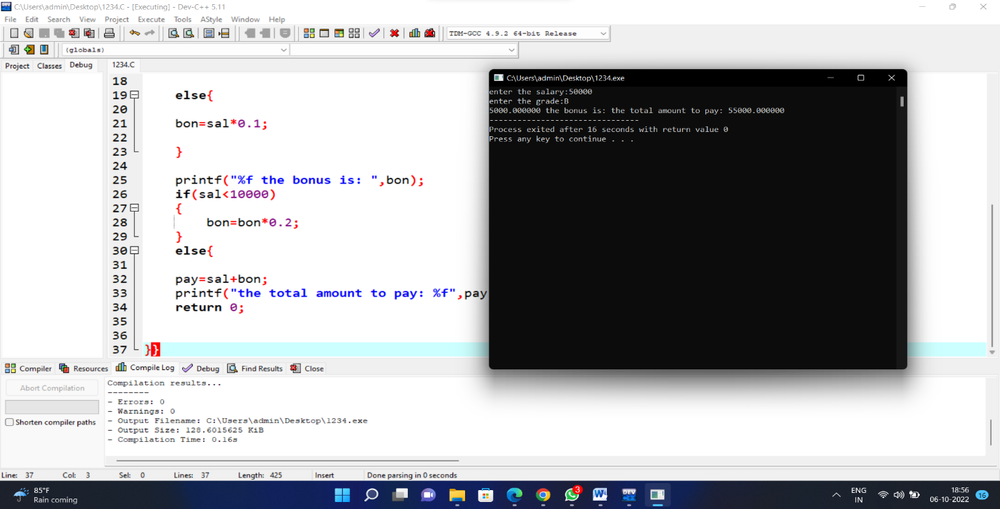 C:\Users\admin\Desktop\1234.C - [Executing] - Dev-C++ 5.11
File Edit Search View Project Execute Tools AStyle Window Help
TDM-GCC 4.9.2 64-bit Release
(globals)
Project Classes Debug 1234.C
18
19 else{
20
21 bon=sal*0.1;
22
23 }
24
25 printf("%f the bonus is: ",bon);
26 if(sal<10000)
27 {
28 bon=bon*0.2;
29 }
30 else{
31
32 pay=sal+bon;
33 printf("the total amount to pay: %f",pay
34 return 0;
35
36
37 }}
C:\Users\admin\Desktop\1234.exe
enter the salary:50000
enter the grade:B
5000.000000 the bonus is: the total amount to pay: 55000.000000
--------------------------------
Process exited after 16 seconds with return value 0
Press any key to continue . . .
Compiler Resources Compile Log Debug Find Results Close
Abort Compilation
Shorten compiler paths
Compilation results...
--------
- Errors: 0
- Warnings: 0
- Output Filename: C:\Users\admin\Desktop\1234.exe
- Output Size: 128.6015625 KiB
- Compilation Time: 0.16s
Line: 37 Col: 3 Sel: 0 Lines: 37 Length: 425 Insert Done parsing in 0 seconds
85°F
Rain coming
3
W
DEV
ENG
IN
18:56
06-10-2022
16